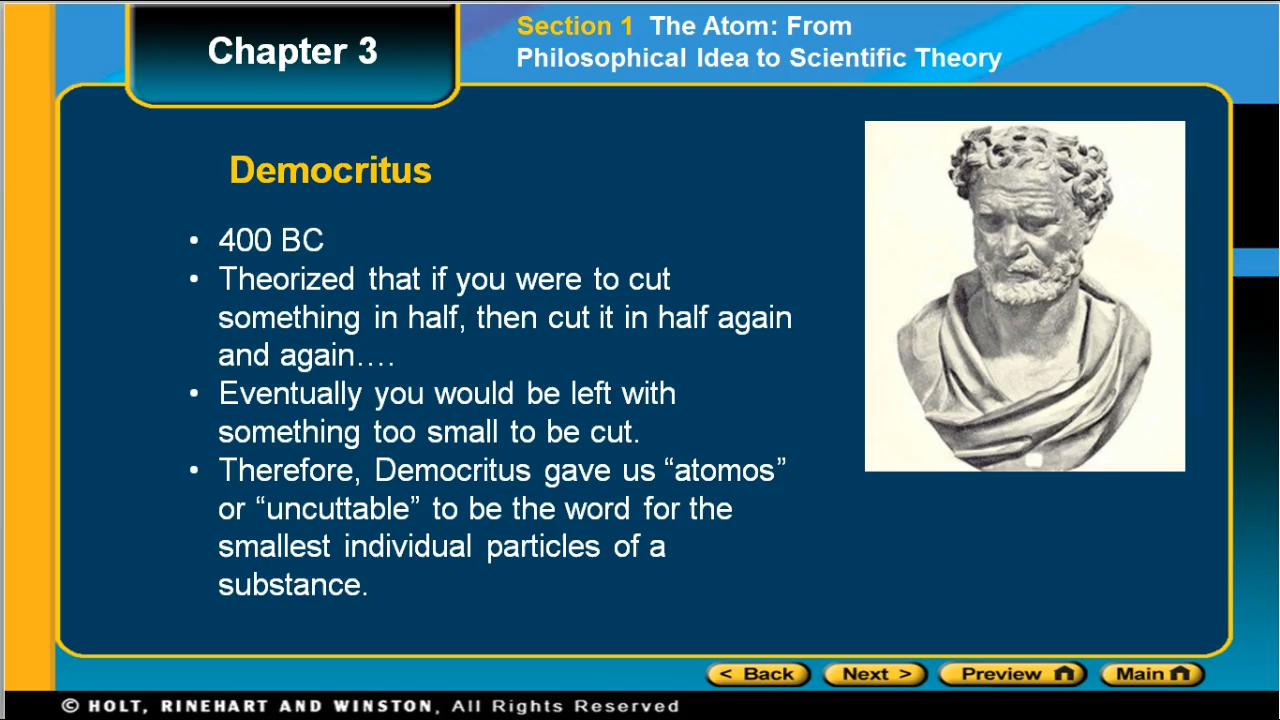 Chapter 3
Section 1 The Atom: From
Philosophical Idea to Scientific Theory
Democritus
• 400 BC
• Theorized that if you were to cut
something in half, then cut it in half again
and again….
• Eventually you would be left with
something too small to be cut.
• Therefore, Democritus gave us “atomos”
or “uncuttable” to be the word for the
smallest individual particles of a
substance.
< Back
Next >
Preview
Main
© HOLT, RINEHART AND WINSTON, All Rights Reserved